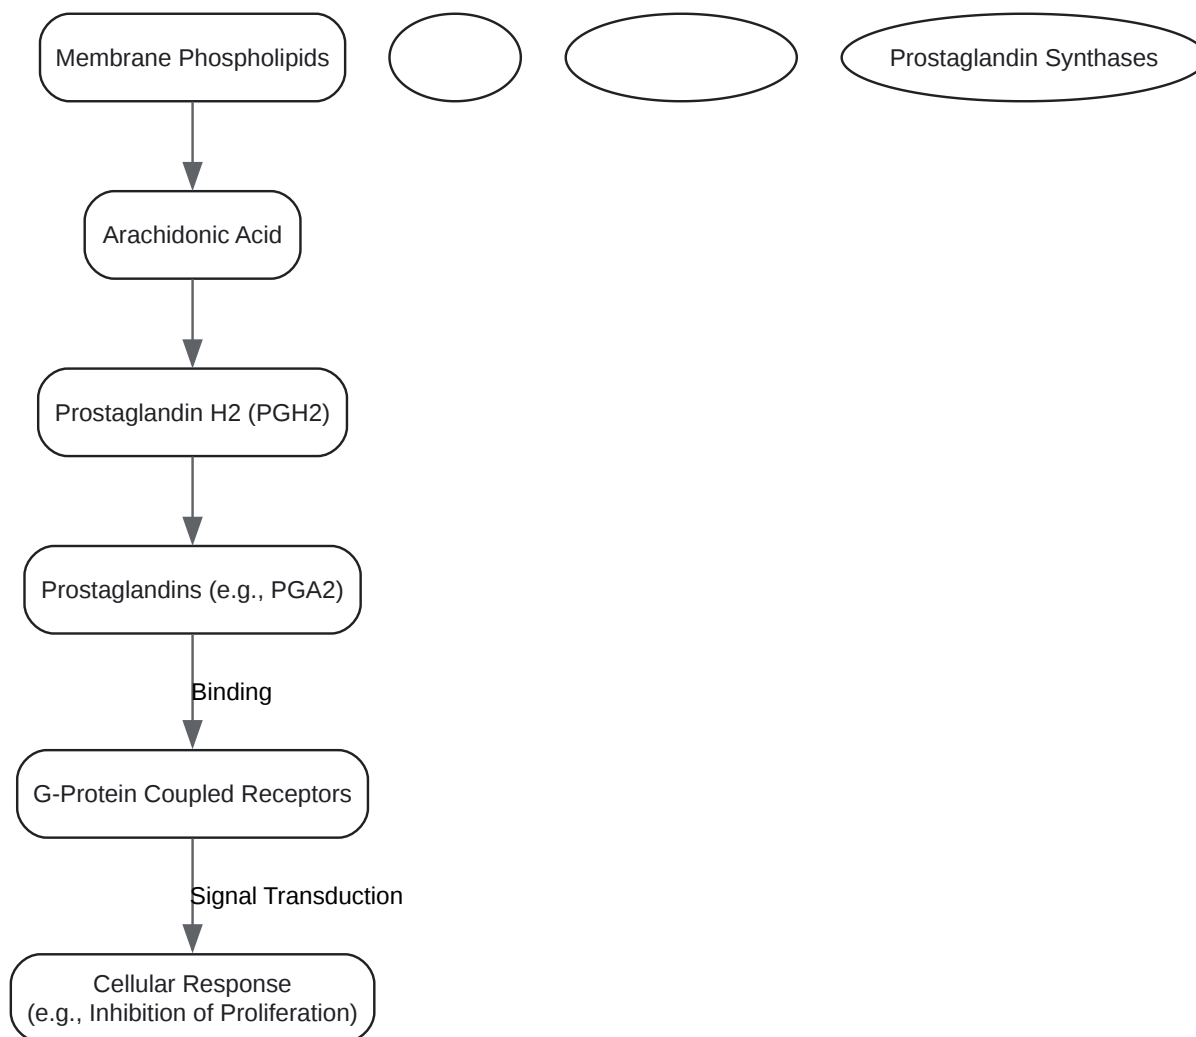 Membrane Phospholipids
Prostaglandin Synthases
Arachidonic Acid
Prostaglandin H2 (PGH2)
Prostaglandins (e.g., PGA2)
Binding
G-Protein Coupled Receptors
Signal Transduction
Cellular Response
(e.g., Inhibition of Proliferation)